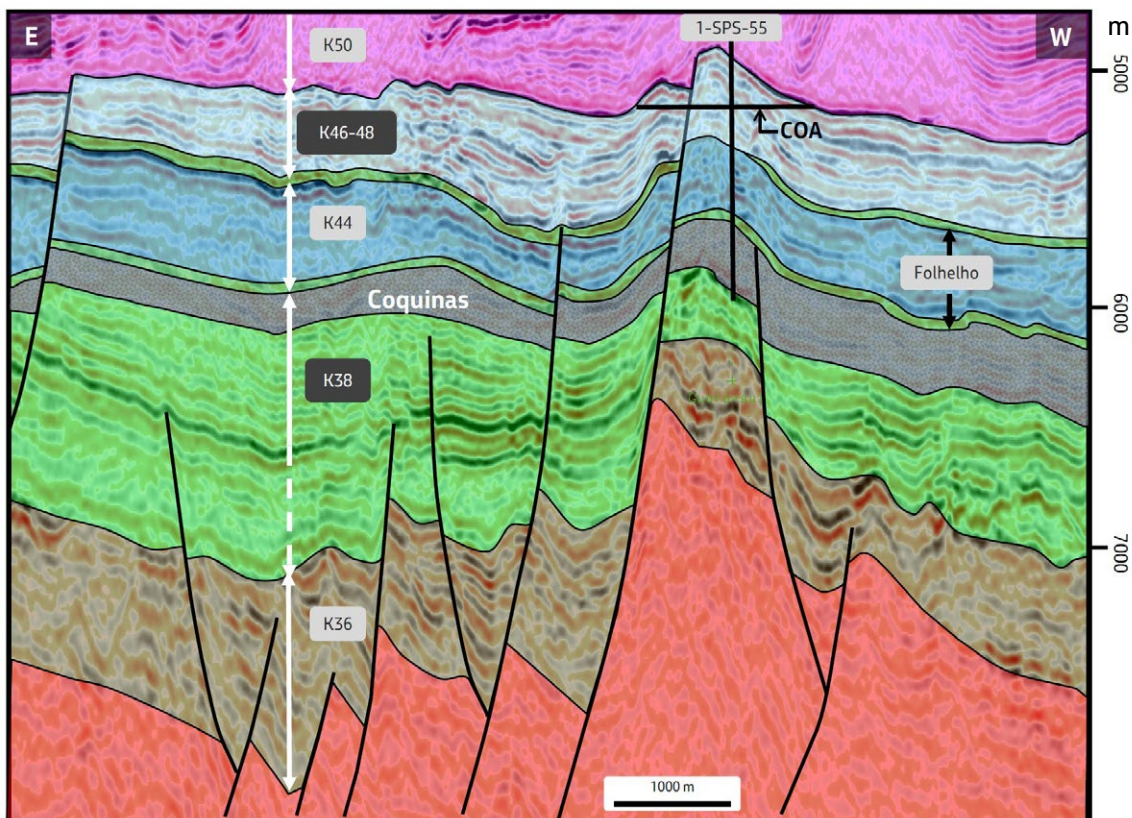 E
K50
1-SPS-55
W
m
5000
K46-48
COA
K44
Folhelho
Coquinas
6000
K38
7000
K36
1000 m